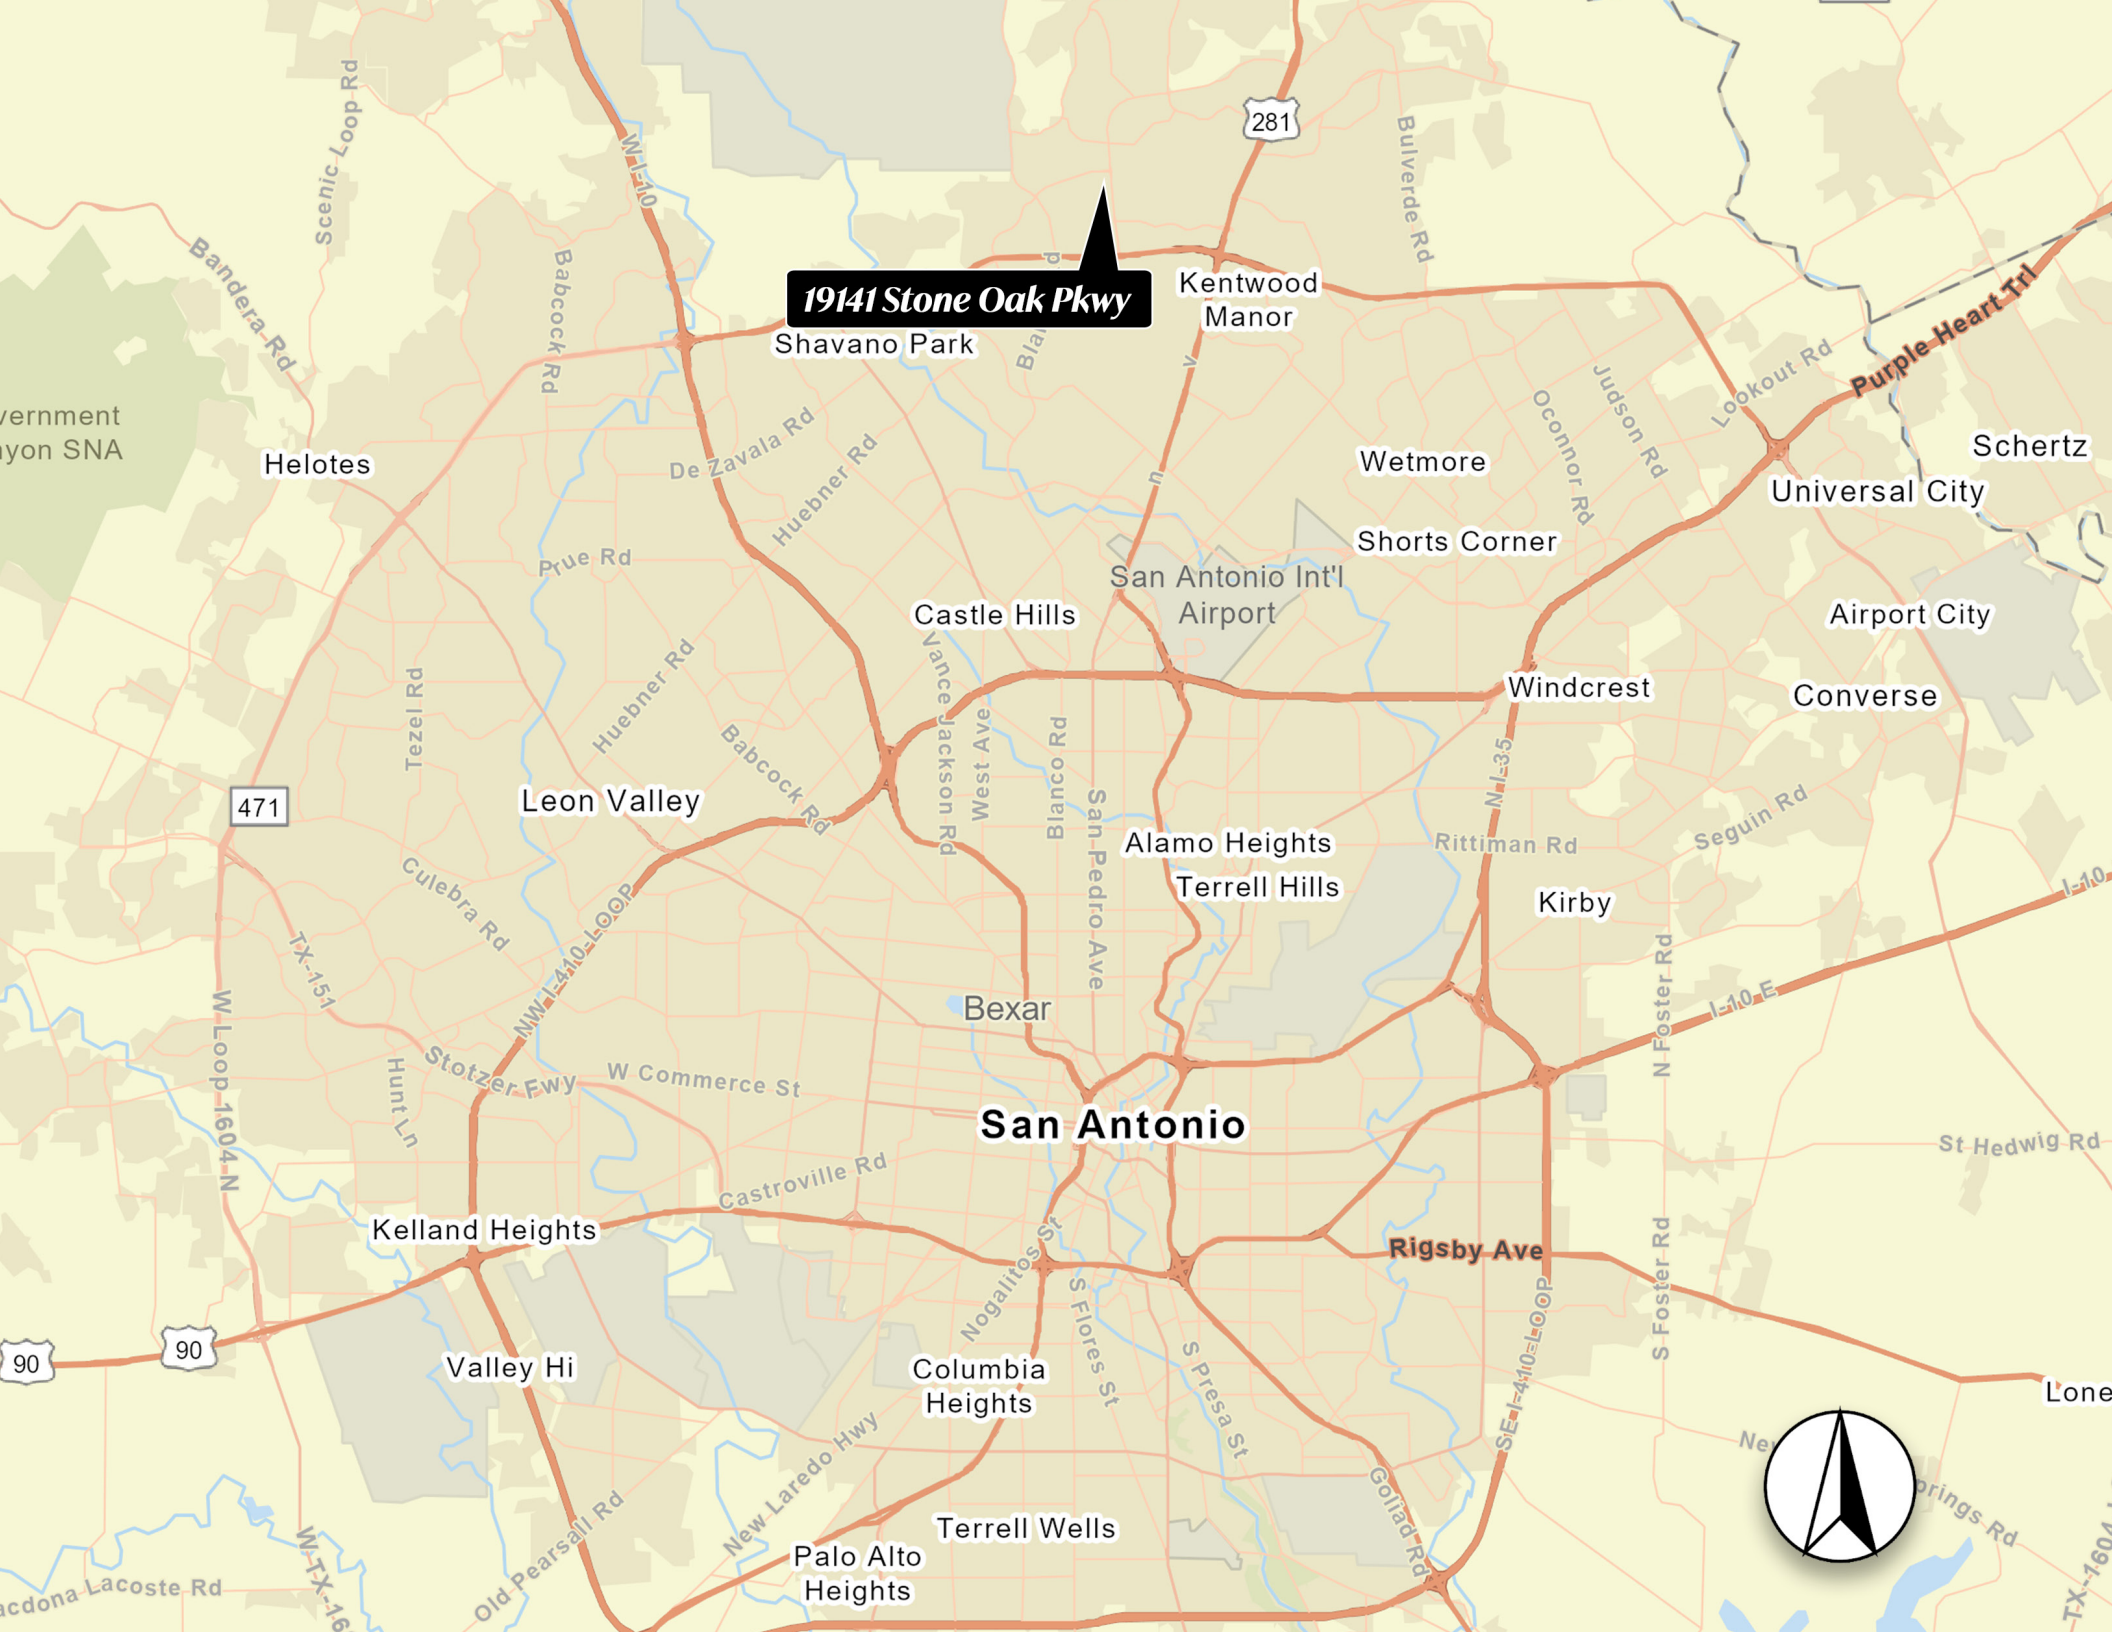 281
Scenic Loop Rd
W I-10
Bulverde Rd
Bandera Rd
Babcock Rd
19141 Stone Oak Pkwy
Kentwood
Manor
Shavano Park
Purple Heart Trl
Lookout Rd
Judson Rd
Oconnor Rd
De Zavala Rd
Huebner Rd
Helotes
Wetmore
Schertz
Universal City
Shorts Corner
Prue Rd
San Antonio Int'l
Airport
Castle Hills
Airport City
Windcrest
Converse
Tezel Rd
Huebner Rd
Babcock Rd
Vance Jackson Rd
West Ave
Blanco Rd
San Pedro Ave
N I-35
471
Leon Valley
Alamo Heights
Rittiman Rd
Seguin Rd
Terrell Hills
Kirby
Culebra Rd
NW I-410-LOOP
TX-151
I-10
I-10 E
N Foster Rd
Bexar
W Loop 1604 N
Hunt Ln
Stotzer Fwy
W Commerce St
San Antonio
St Hedwig Rd
Castroville Rd
Kelland Heights
Rigsby Ave
Nogalitos St
S Flores St
S Presa St
S Foster Rd
SE I-410-LOOP
90
90
Valley Hi
Columbia
Heights
Lone
New Laredo Hwy
Goliad Rd
Old Pearsall Rd
Terrell Wells
Palo Alto
Heights